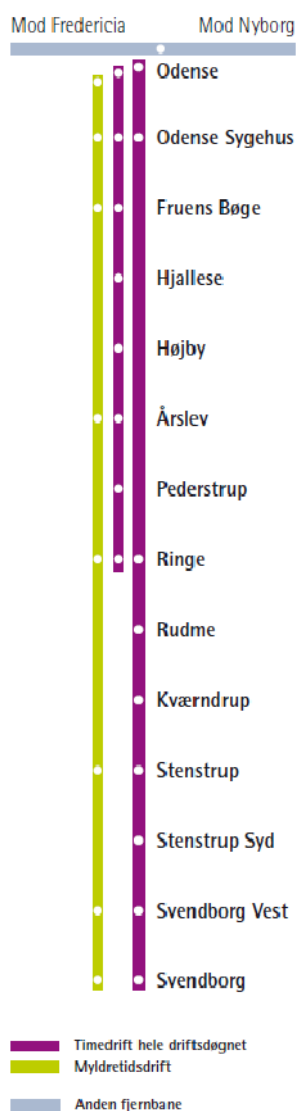 Mod Fredericia Mod Nyborg
Odense
Odense Sygehus
Fruens Bøge
Hjallese
Højby
Årslev
Pederstrup
Ringe
Rudme
Kværndrup
Stenstrup
Stenstrup Syd
Svendborg Vest
Svendborg
Timedrift hele driftsdøgnet
Myldretidsdrift
Anden fjernbane